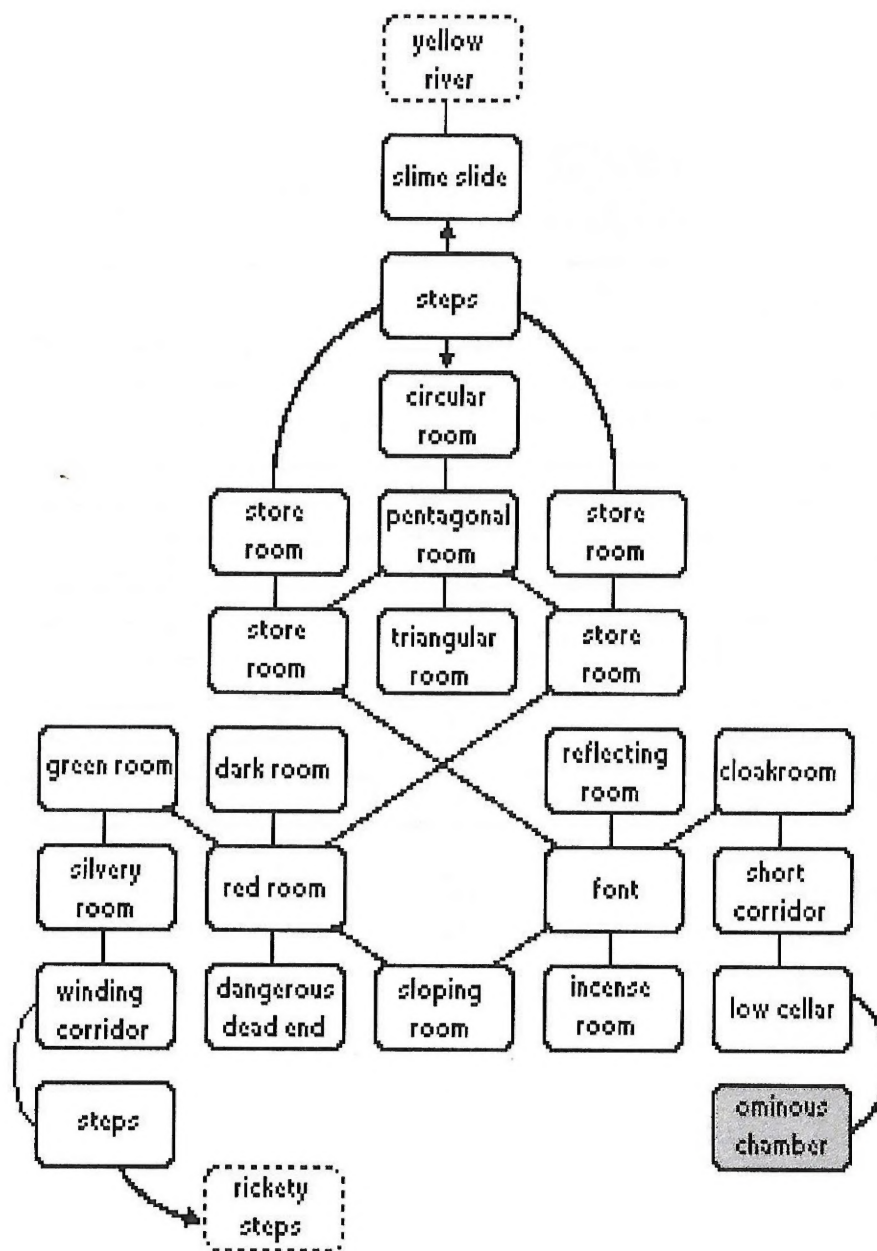 yellow
river
slime slide
steps
circular
room
store
room
pentagonal
room
store
room
store
room
triangular
room
store
room
green room
dark room
reflecting
room
cloakroom
silvery
room
red room
font
short
corridor
winding
corridor
dangerous
dead end
sloping
room
incense
room
low cellar
steps
ominous
chamber
rickety
steps